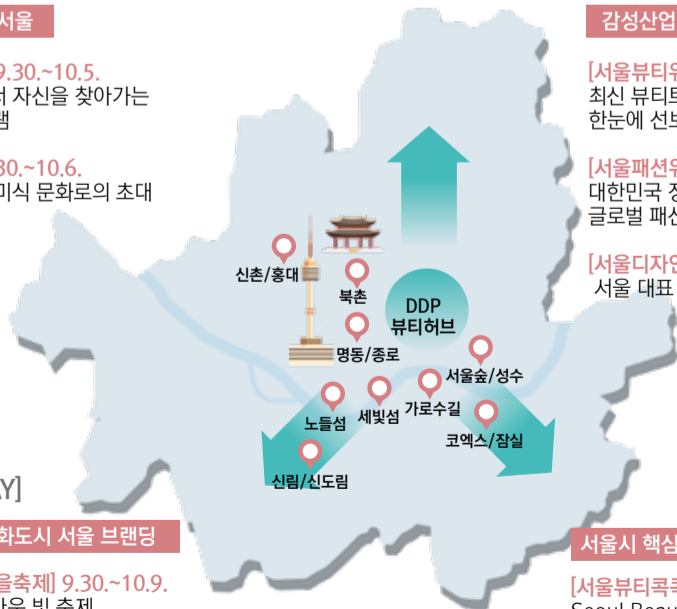 서울
9.30.~10.5.
자신을 찾아가는
30.~10.6.
미식 문화로의 초대
감성산업
[서울뷰티
최신 뷰티
한눈에 선보
[서울패션위
대한민국
글로벌 패션
[서울디자인
서울 대표
신촌/홍대
북촌
DDP
뷰티허브
명동/종로
서울숲/성수
노들섬
세빛섬
가로수길
코엑스/잠실
신림/신도림
AY]
화도시 서울 브랜딩
을축제] 9.30.~10.9.
빛 축제
서울시 핵심
[서울뷰티콕콕
Seoul Beau